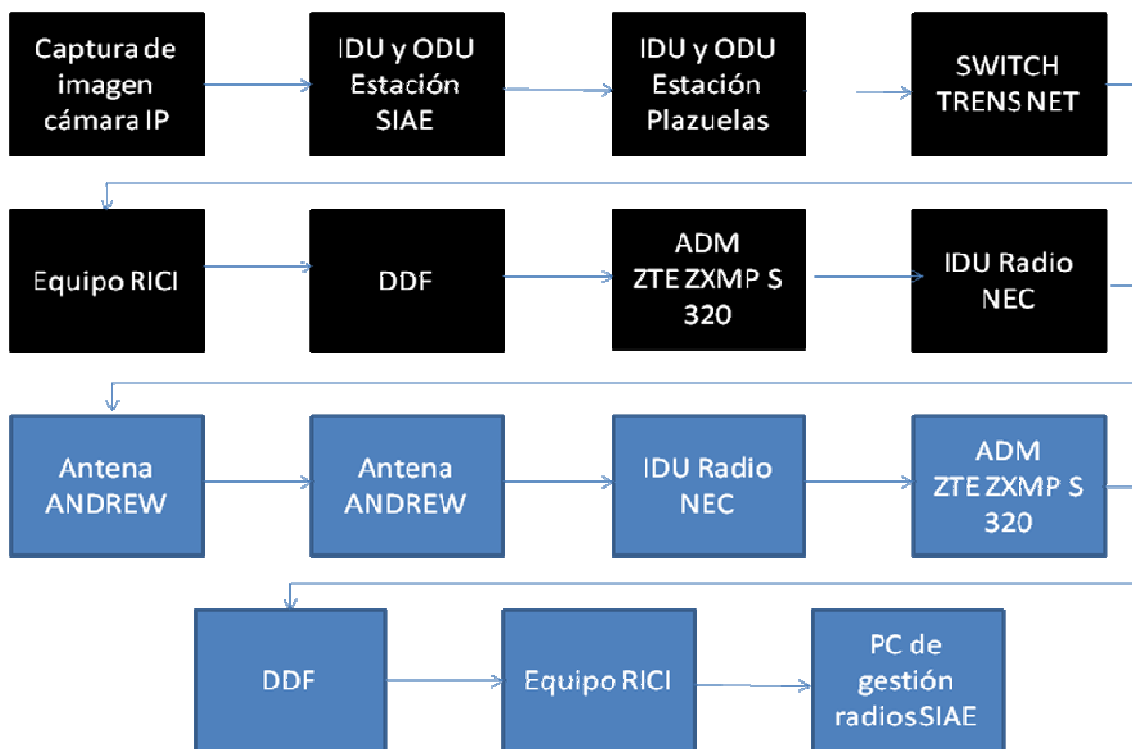 Captura de
imagen
cámara IP
IDU y ODU
Estación
SIAE
IDU y ODU
Estación
Plazuelas
SWITCH
TRENS NET
Equipo RICI
DDF
ADM
ZTE ZXMP S
320
IDU Radio
NEC
Antena
ANDREW
Antena
ANDREW
IDU Radio
NEC
ADM
ZTE ZXMP S
320
DDF
Equipo RICI
PC de
gestión
radiosSIAE